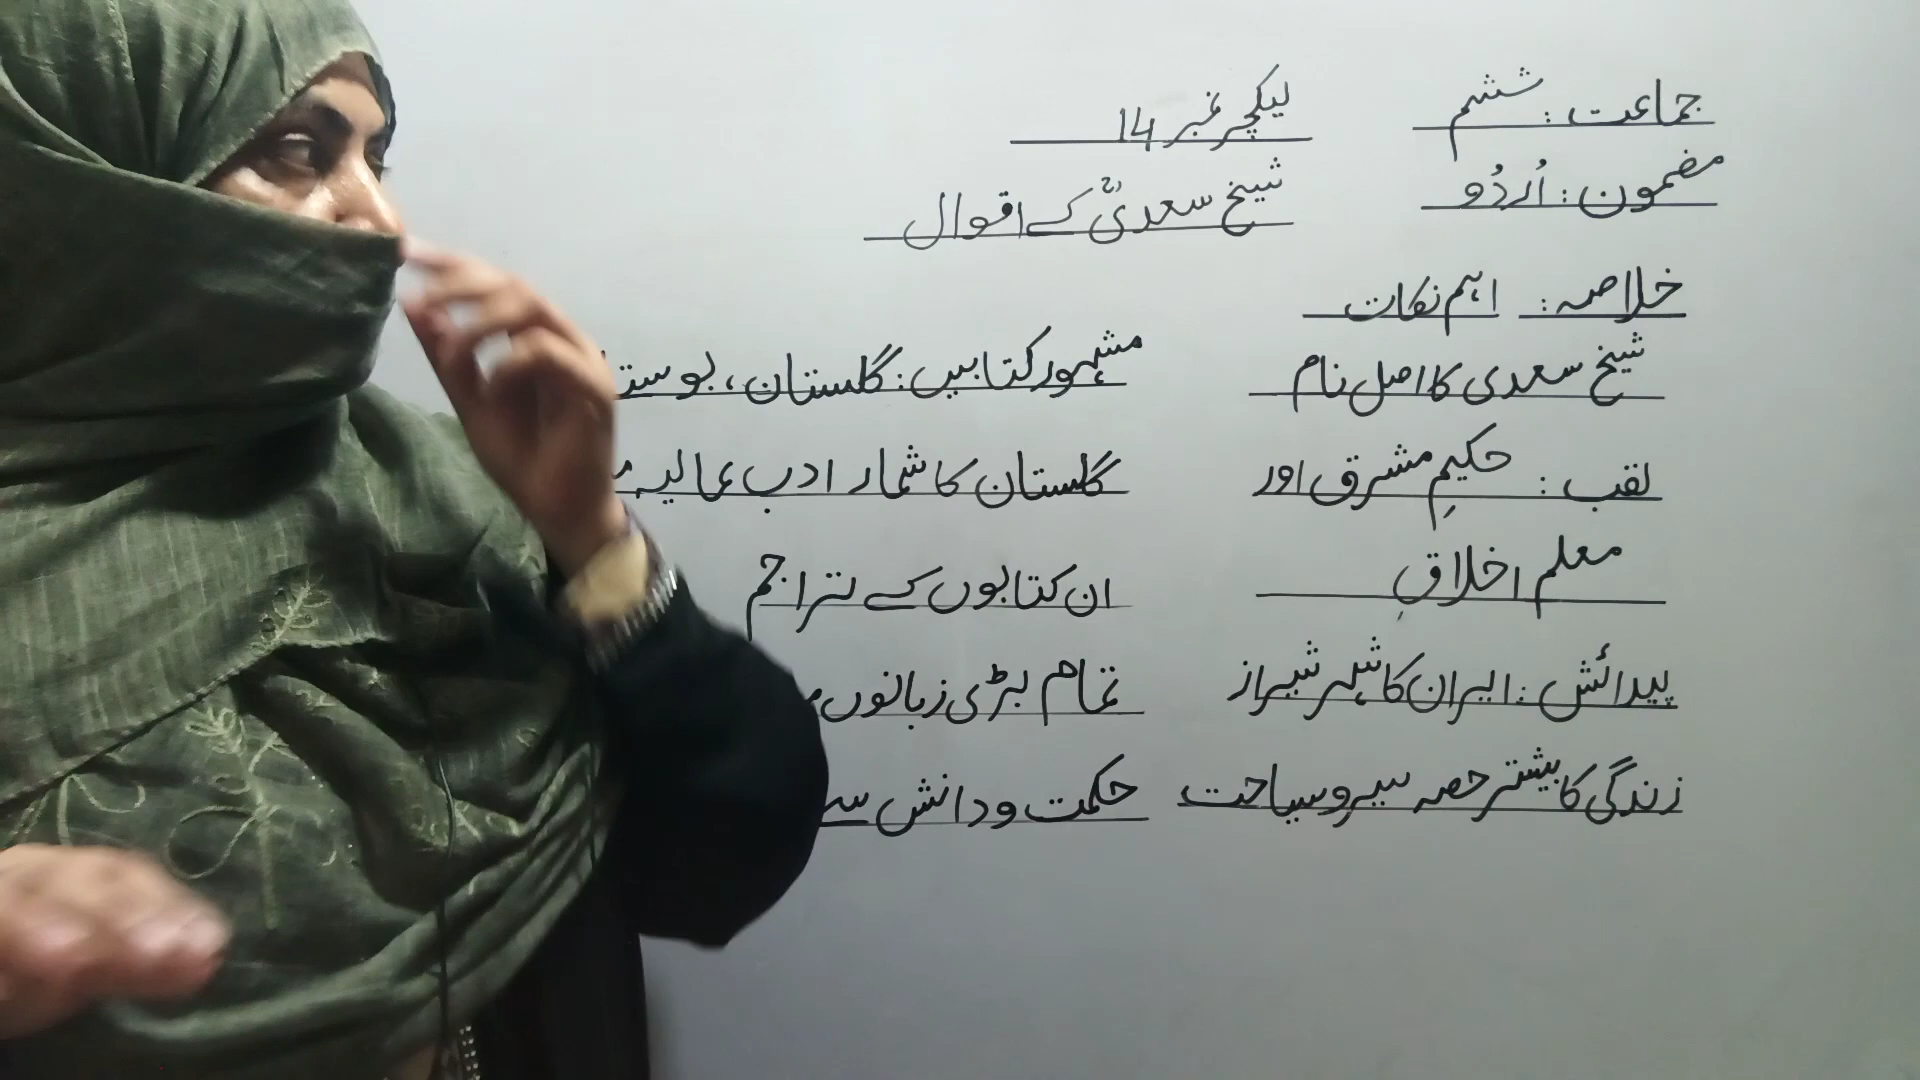 جماعت : ششم
لیکچر نمبر 14
مضمون : اُردُو
شیخ سعدیؒ کے اقوال
خلاصہ : اہم نکات
شیخ سعدی کا اصل نام
لقب : حکیمِ مشرق اور
معلم اخلاقِ
پیدائش : ایران کا شہر شیراز
زندگی کا بیشتر حصہ سیر و سیاحت
مشہور کتابیں : گلستان ،
گلستان کا شمار ادب عالیہ
ان کتابوں کے تراجم
تمام بڑی زبانوں
حکمت و دانش سے